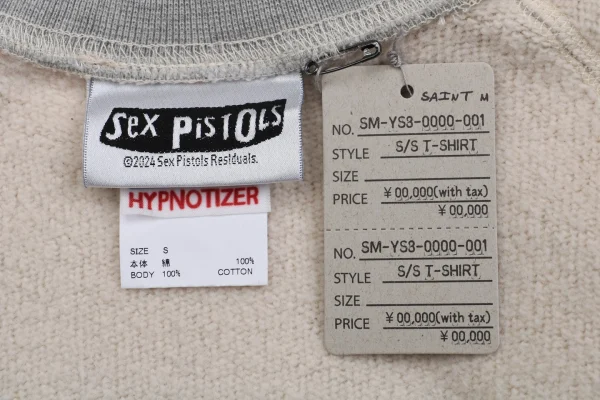 Sex PiSTOLS
©2024 Sex Pistols Residuals.
HYPNOTIZER
SIZE S
本体 綿 100%
BODY 100% COTTON
SAINT M
NO. SM-YS3-0000-001
STYLE S/S T-SHIRT
SIZE
PRICE ¥00,000(with tax)
¥00,000
NO. SM-YS3-0000-001
STYLE S/S T-SHIRT
SIZE
PRICE ¥00,000(with tax)
¥00,000